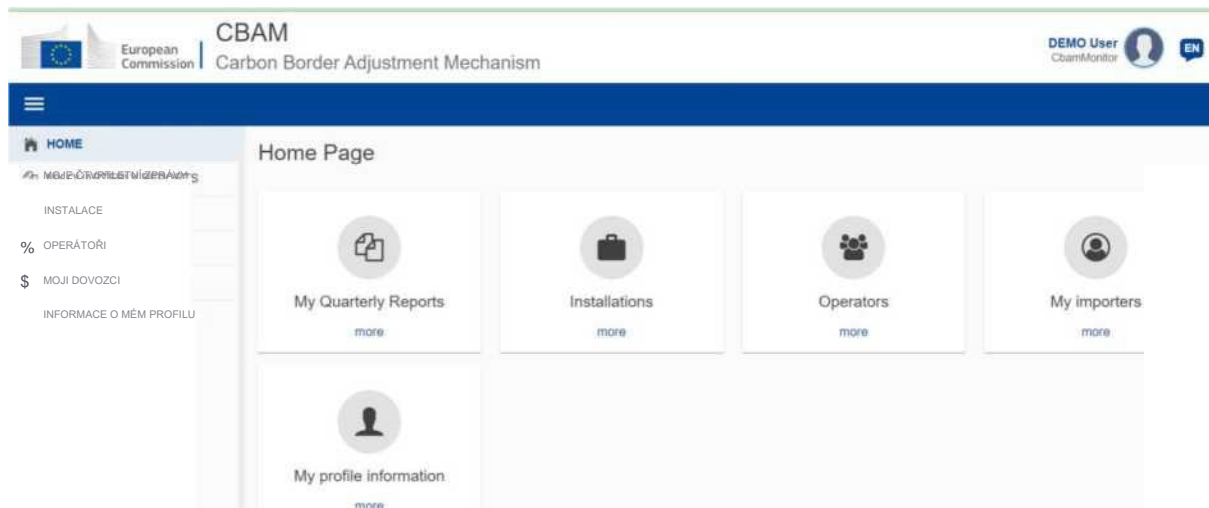 European
Commission
CBAM
Carbon Border Adjustment Mechanism
DEMO User
CbamMonitor
EN
HOME
INSTALACE
% OPERÁTOŘI
$ MOJI DOVOZCI
INFORMACE O MÉM PROFILU
Home Page
My Quarterly Reports
more
Installations
more
Operators
more
My importers
more
My profile information
more